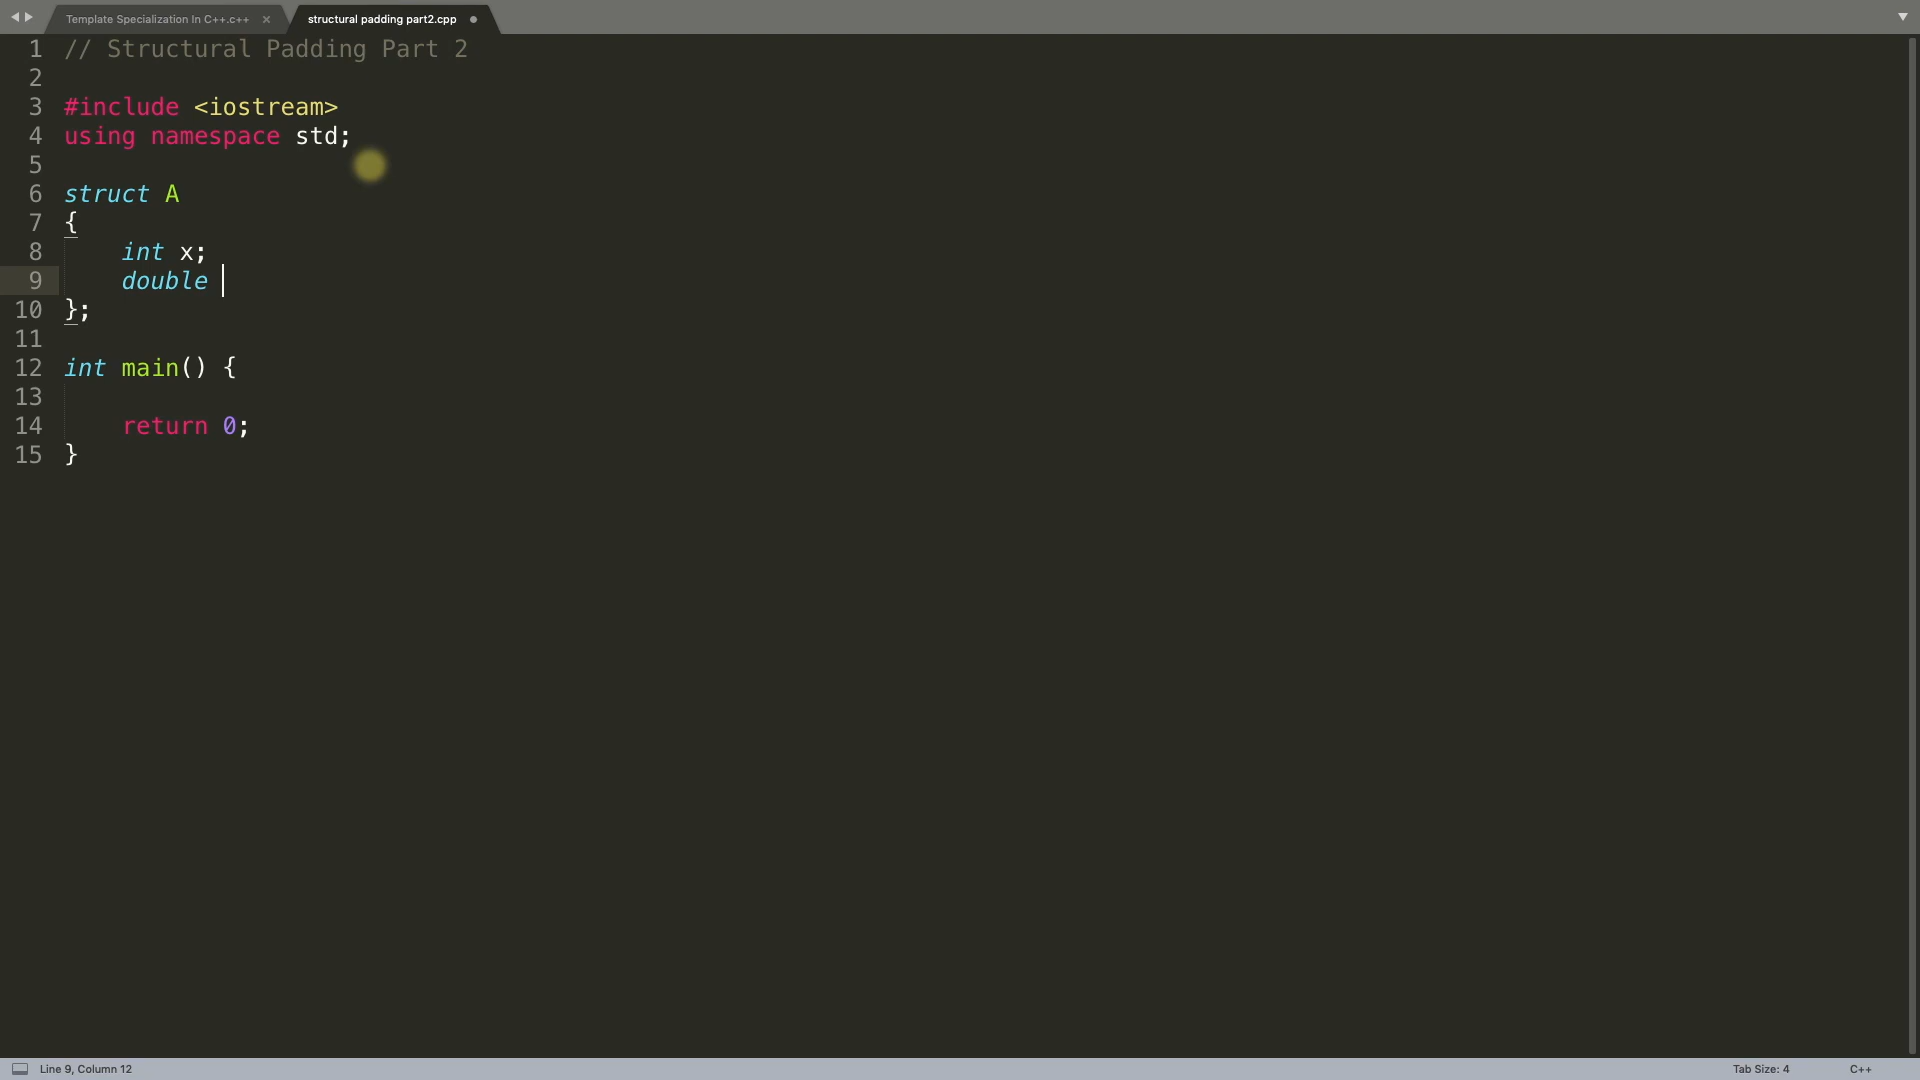 Template Specialization In C++.c++ ×
structural padding part2.cpp
1 // Structural Padding Part 2
2
3 #include <iostream>
4 using namespace std;
5
6 struct A
7 {
8     int x;
9     double
10 };
11
12 int main() {
13
14     return 0;
15 }
Line 9, Column 12
Tab Size: 4
C++